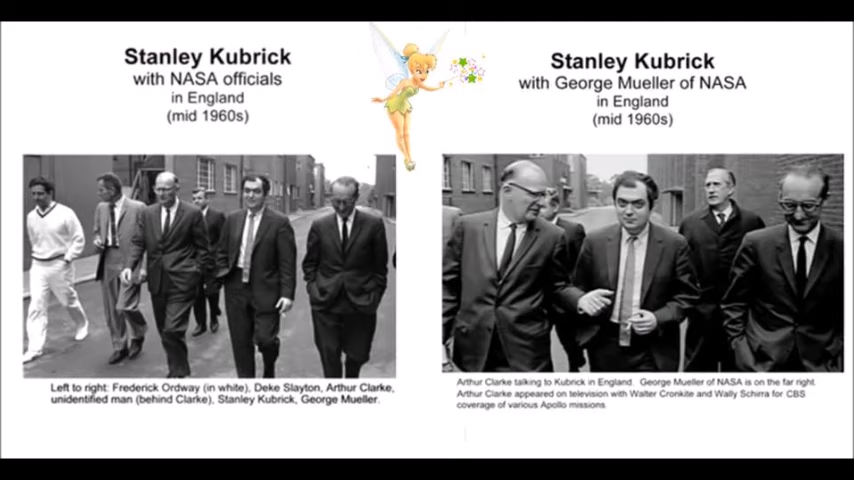 Stanley Kubrick
with NASA officials
in England
(mid 1960s)
Left to right: Frederick Ordway (in white), Deke Slayton, Arthur Clarke,
unidentified man (behind Clarke), Stanley Kubrick, George Mueller.
Stanley Kubrick
with George Mueller of NASA
in England
(mid 1960s)
Arthur Clarke talking to Kubrick in England. George Mueller of NASA is on the far right.
Arthur Clarke appeared on television with Walter Cronkite and Wally Schirra for CBS
coverage of various Apollo missions.